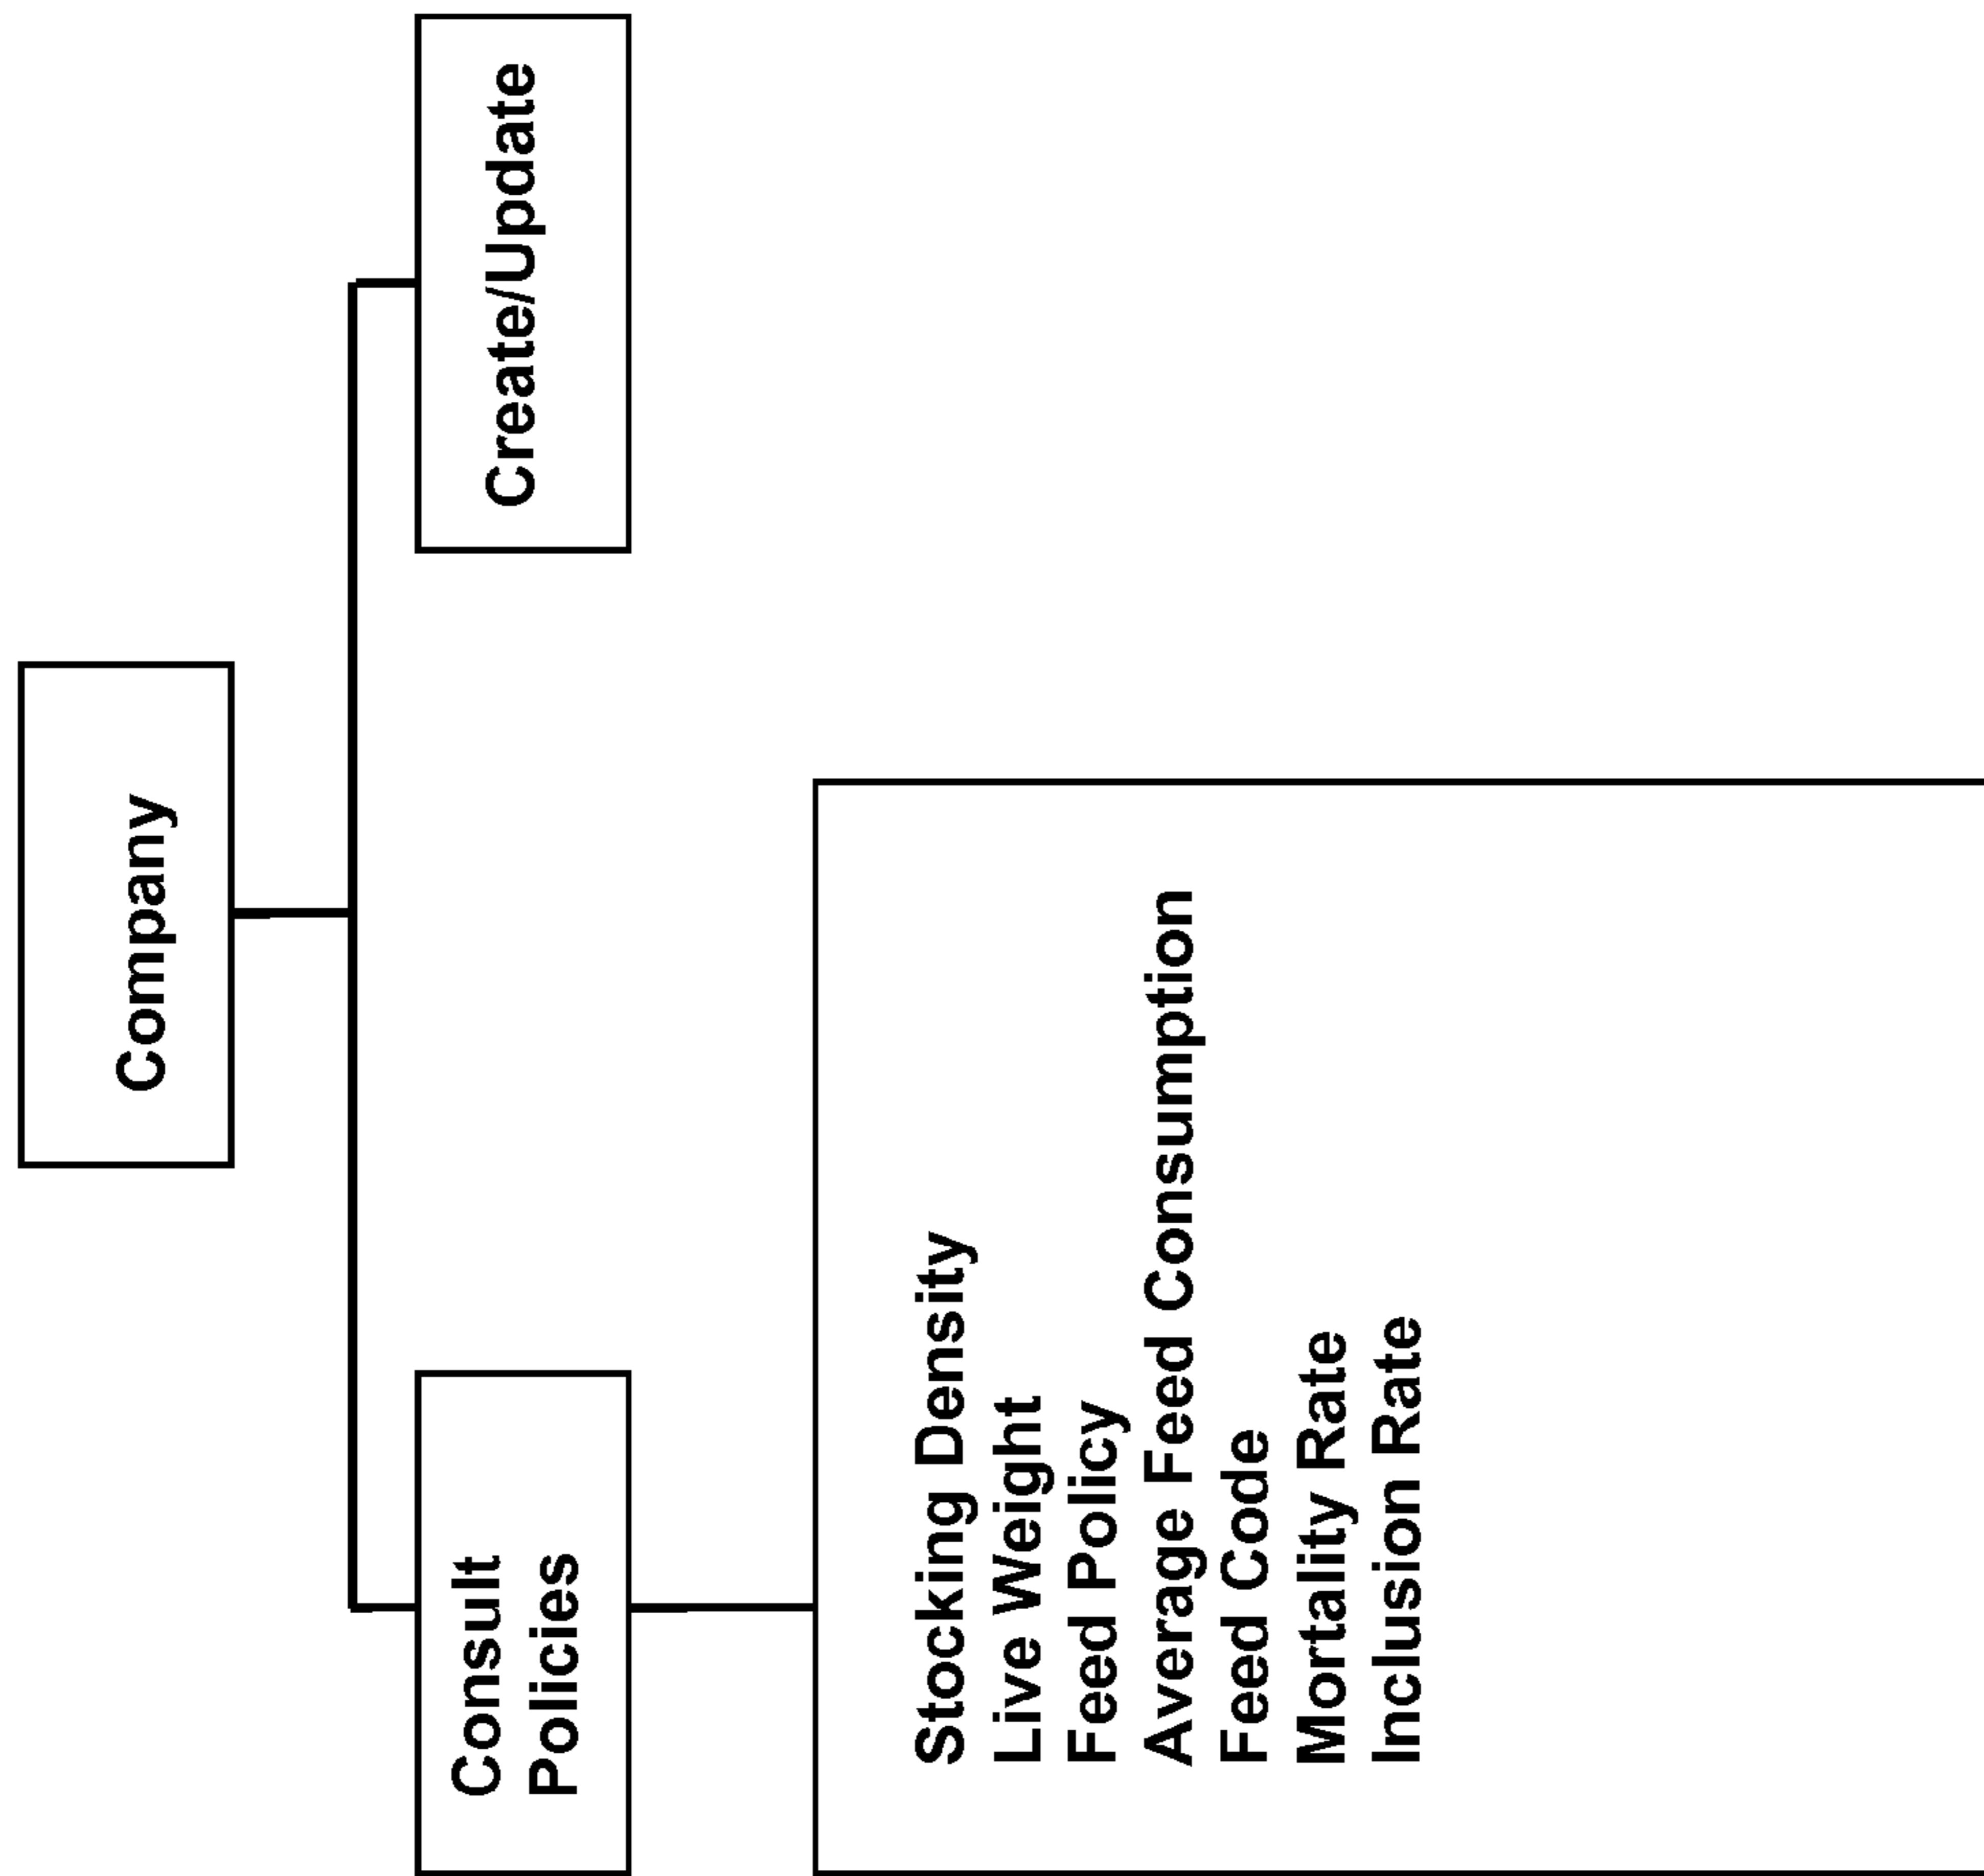 Company
Consult
Policies
Create/Update
Stocking Density
Live Weight
Feed Policy
Average Feed Consumption
Feed Code
Mortality Rate
Inclusion Rate